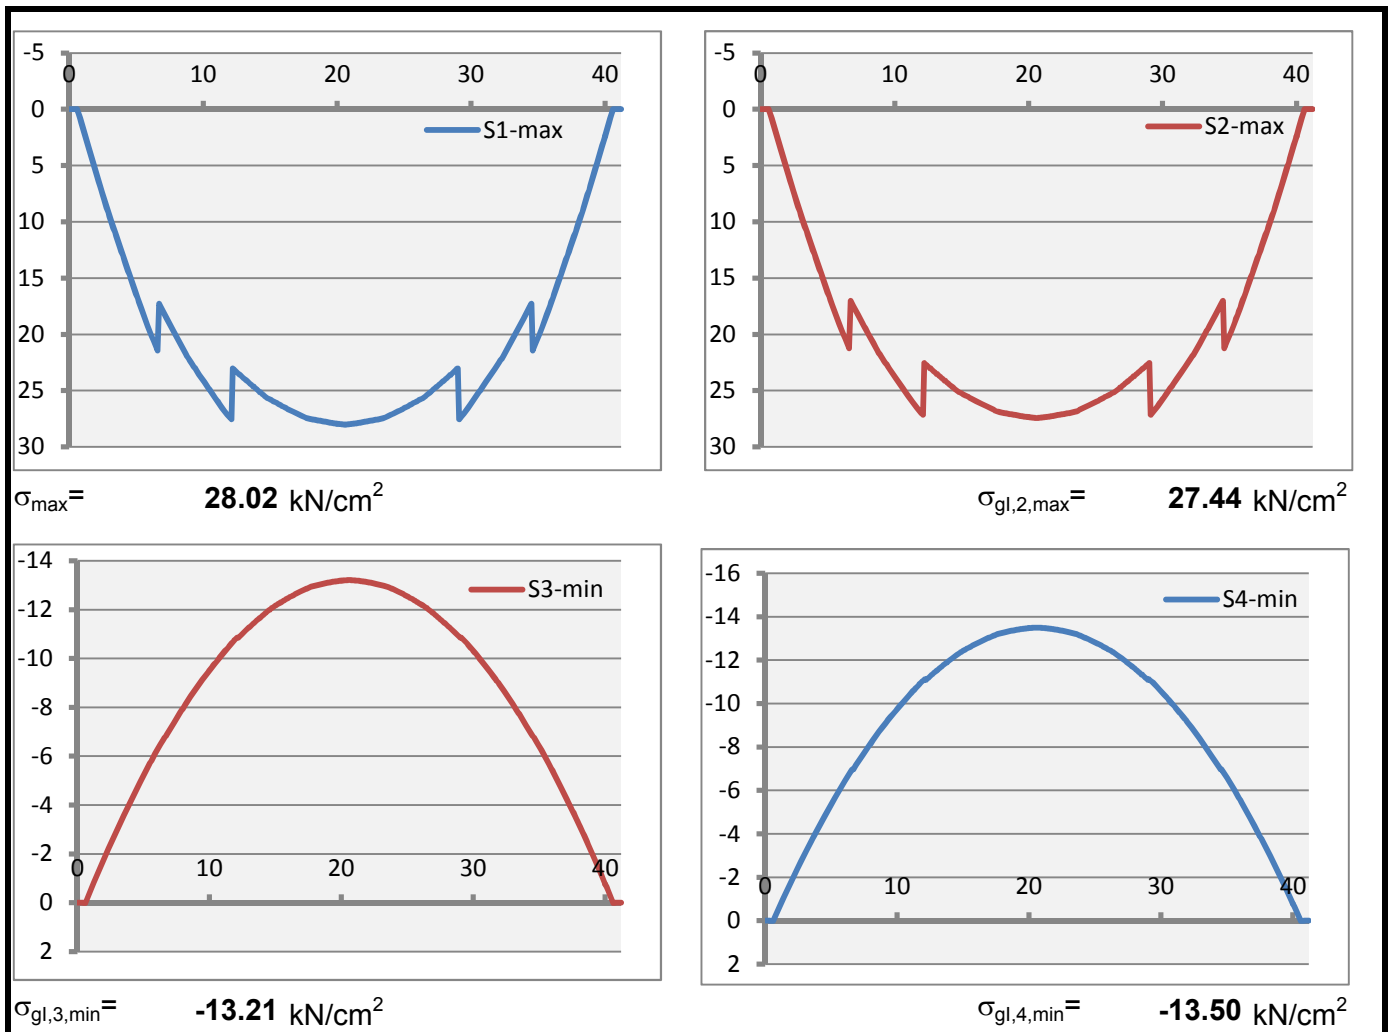 -5
0 10 20 30 40
0
S1-max
5
10
15
20
25
30
-5
0 10 20 30 40
0
S2-max
5
10
15
20
25
30
σmax= 28.02 kN/cm²
σgl,2,max= 27.44 kN/cm²
-14
S3-min
-12
-10
-8
-6
-4
-2
0 10 20 30 40
0
2
-16
S4-min
-14
-12
-10
-8
-6
-4
-2
0 10 20 30 40
0
2
σgl,3,min= -13.21 kN/cm²
σgl,4,min= -13.50 kN/cm²